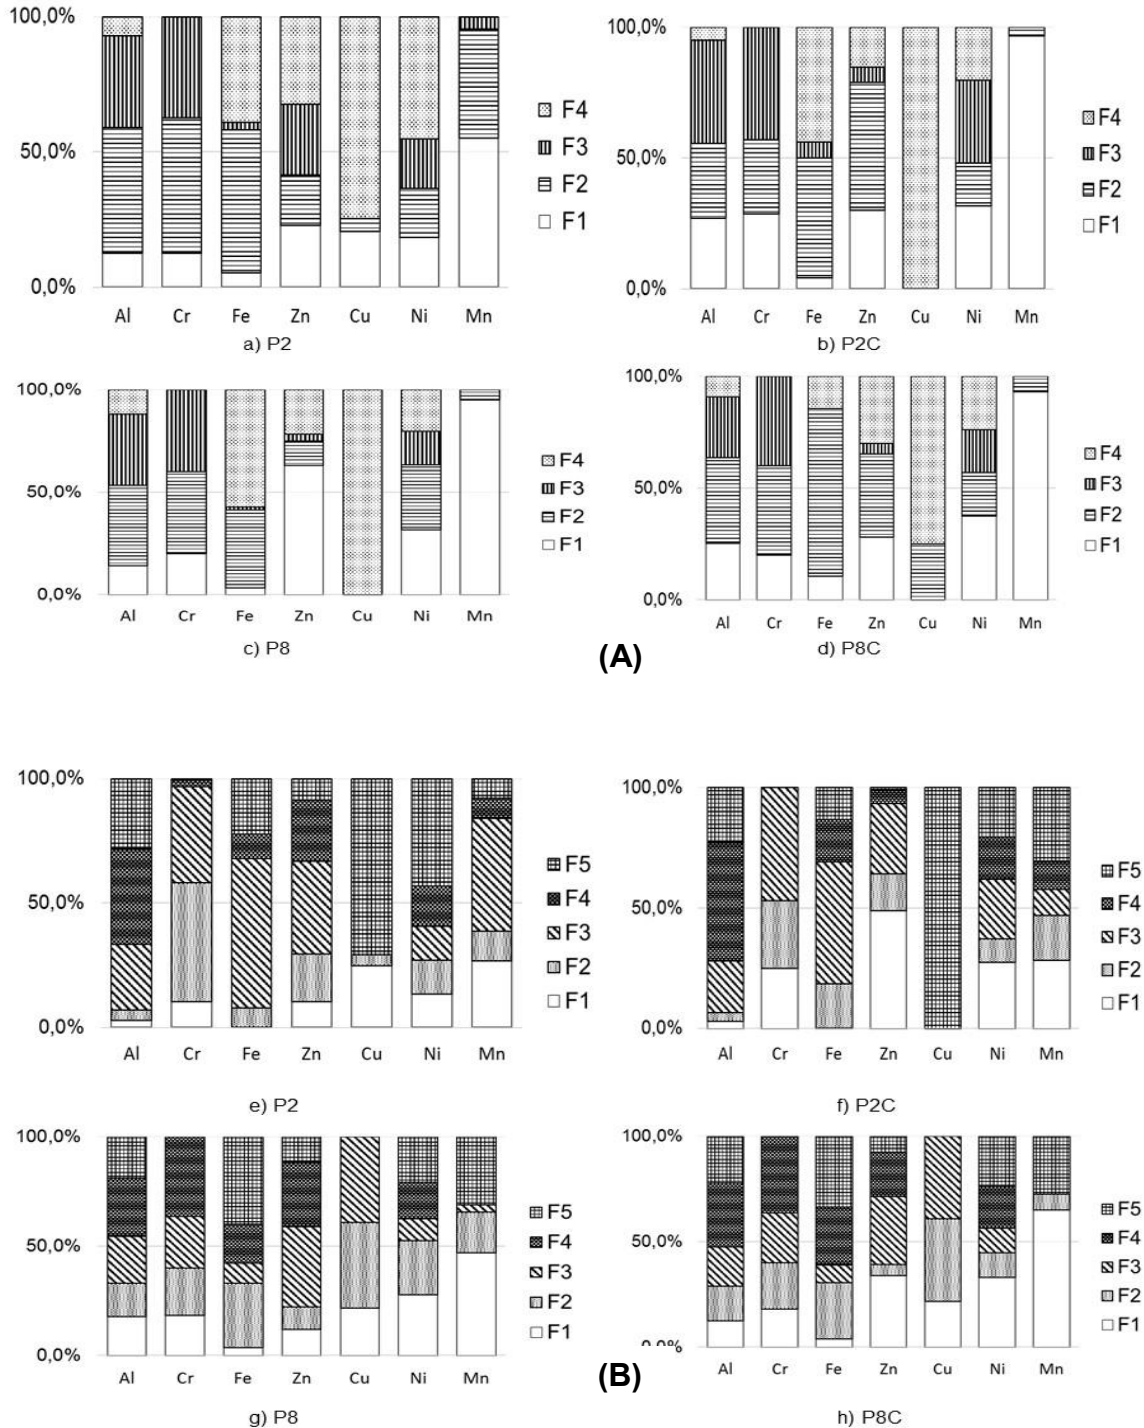 100,0%
50,0%
0,0%
Al Cr Fe Zn Cu Ni Mn
F4
F3
F2
F1
a) P2
100,0%
50,0%
0,0%
Al Cr Fe Zn Cu Ni Mn
F4
F3
F2
F1
b) P2C
100,0%
50,0%
0,0%
Al Cr Fe Zn Cu Ni Mn
F4
F3
F2
F1
c) P8
100,0%
50,0%
0,0%
Al Cr Fe Zn Cu Ni Mn
F4
F3
F2
F1
d) P8C
(A)
100,0%
50,0%
0,0%
Al Cr Fe Zn Cu Ni Mn
F5
F4
F3
F2
F1
e) P2
100,0%
50,0%
0,0%
Al Cr Fe Zn Cu Ni Mn
F5
F4
F3
F2
F1
f) P2C
100,0%
50,0%
0,0%
Al Cr Fe Zn Cu Ni Mn
F5
F4
F3
F2
F1
g) P8
100,0%
50,0%
Al Cr Fe Zn Cu Ni Mn
F5
F4
F3
F2
F1
h) P8C
(B)